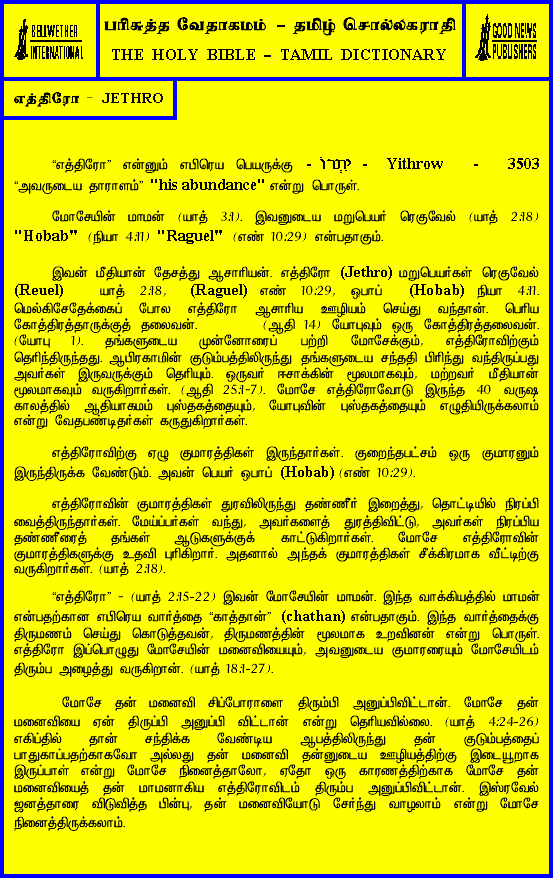 BELLWETHER
INTERNATIONAL
பரிசுத்த வேதாகமம் – தமிழ் சொல்லகராதி
THE HOLY BIBLE – TAMIL DICTIONARY
GOOD NEWS
PUBLISHERS
எத்திரோ – JETHRO
“எத்திரோ” என்னும் எபிரெய பெயருக்கு - יִתְרוֹ - Yithrow - 3503
“அவருடைய தாராளம்” "his abundance" என்று பொருள்.
மோசேயின் மாமன் (யாத் 3:1). இவனுடைய மறுபெயர் ரெகுவேல் (யாத் 2:18)
"Hobab" (நியா 4:11) "Raguel" (எண் 10:29) என்பதாகும்.
இவன் மீதியான் தேசத்து ஆசாரியன். எத்திரோ (Jethro) மறுபெயர்கள் ரெகுவேல்
(Reuel) யாத் 2:18, (Raguel) எண் 10:29, ஒபாப் (Hobab) நியா 4:11.
மெல்கிசேதேக்கைப் போல எத்திரோ ஆசாரிய ஊழியம் செய்து வந்தான். பெரிய
கோத்திரத்தாருக்குத் தலைவன். (ஆதி 14) யோபுவும் ஒரு கோத்திரத்தலைவன்.
(யோபு 1). தங்களுடைய முன்னோரைப் பற்றி மோசேக்கும், எத்திரோவிற்கும்
தெரிந்திருந்தது. ஆபிரகாமின் குடும்பத்திலிருந்து தங்களுடைய சந்ததி பிரிந்து வந்திருப்பது
அவர்கள் இருவருக்கும் தெரியும். ஒருவர் ஈசாக்கின் மூலமாகவும், மற்றவர் மீதியான்
மூலமாகவும் வருகிறார்கள். (ஆதி 25:1-7). மோசே எத்திரோவோடு இருந்த 40 வருஷ
காலத்தில் ஆதியாகமம் புஸ்தகத்தையும், யோபுவின் புஸ்தகத்தையும் எழுதியிருக்கலாம்
என்று வேதபண்டிதர்கள் கருதுகிறார்கள்.
எத்திரோவிற்கு ஏழு குமாரத்திகள் இருந்தார்கள். குறைந்தபட்சம் ஒரு குமாரனும்
இருந்திருக்க வேண்டும். அவன் பெயர் ஒபாப் (Hobab) (எண் 10:29).
எத்திரோவின் குமாரத்திகள் துரவிலிருந்து தண்ணீர் இறைத்து, தொட்டியில் நிரப்பி
வைத்திருந்தார்கள். மேய்ப்பர்கள் வந்து, அவர்களைத் துரத்திவிட்டு, அவர்கள் நிரப்பிய
தண்ணீரைத் தங்கள் ஆடுகளுக்குக் காட்டுகிறார்கள். மோசே எத்திரோவின்
குமாரத்திகளுக்கு உதவி புரிகிறார். அதனால் அந்தக் குமாரத்திகள் சீக்கிரமாக வீட்டிற்கு
வருகிறார்கள். (யாத் 2:18).
“எத்திரோ” - (யாத் 2:15-22) இவன் மோசேயின் மாமன். இந்த வாக்கியத்தில் மாமன்
என்பதற்கான எபிரெய வார்த்தை “காத்தான்” (chathan) என்பதாகும். இந்த வார்த்தைக்கு
திருமணம் செய்து கொடுத்தவன், திருமணத்தின் மூலமாக உறவினன் என்று பொருள்.
எத்திரோ இப்பொழுது மோசேயின் மனைவியையும், அவனுடைய குமாரரையும் மோசேயிடம்
திரும்ப அழைத்து வருகிறான். (யாத் 18:1-27).
மோசே தன் மனைவி சிப்போராளை திரும்பி அனுப்பிவிட்டான். மோசே தன்
மனைவியை ஏன் திருப்பி அனுப்பி விட்டான் என்று தெரியவில்லை. (யாத் 4:24-26)
எகிப்தில் தான் சந்திக்க வேண்டிய ஆபத்திலிருந்து தன் குடும்பத்தைப்
பாதுகாப்பதற்காகவோ அல்லது தன் மனைவி தன்னுடைய ஊழியத்திற்கு இடையூறாக
இருப்பாள் என்று மோசே நினைத்தாலோ, ஏதோ ஒரு காரணத்திற்காக மோசே தன்
மனைவியைத் தன் மாமனாகிய எத்திரோவிடம் திரும்ப அனுப்பிவிட்டான். இஸ்ரவேல்
ஜனத்தாரை விடுவித்த பின்பு, தன் மனைவியோடு சேர்ந்து வாழலாம் என்று மோசே
நினைத்திருக்கலாம்.